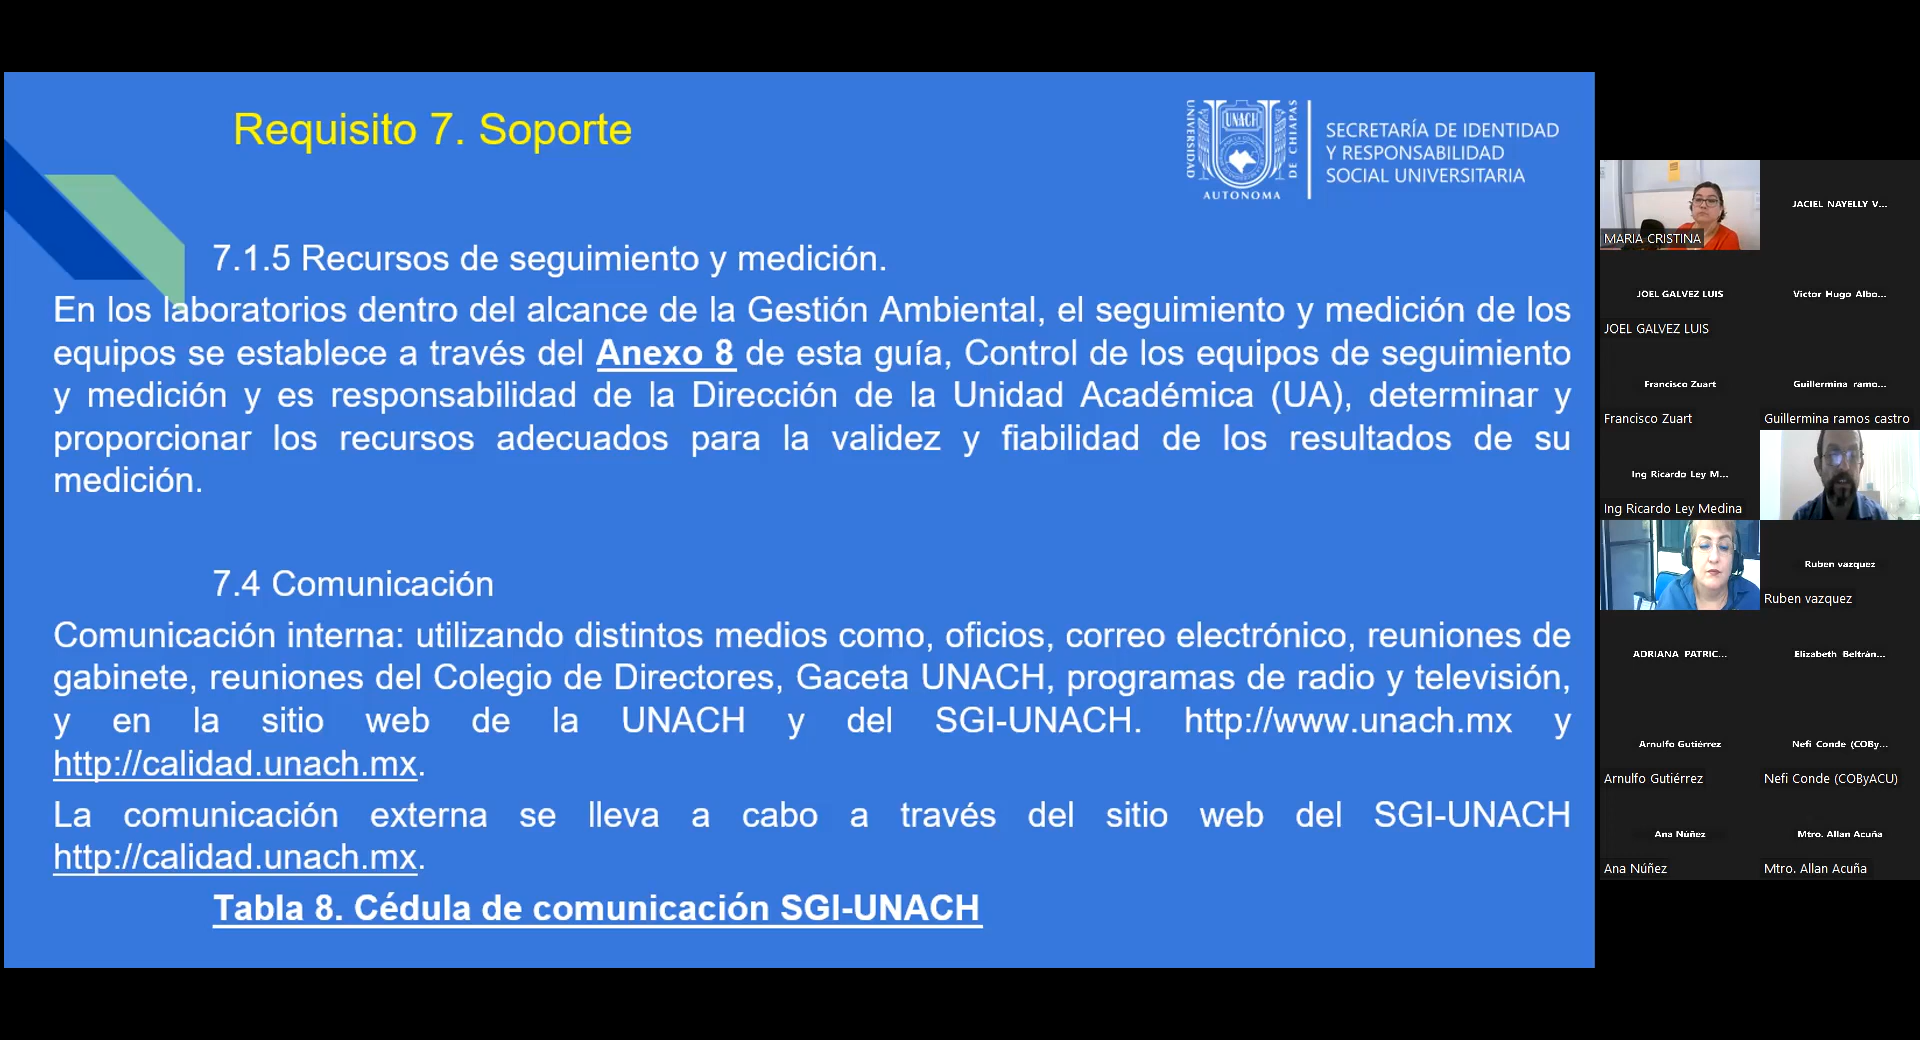 Requisito 7. Soporte
UNIVERSIDAD
UNACH
DE CHIAPAS
AUTONOMA
SECRETARÍA DE IDENTIDAD
Y RESPONSABILIDAD
SOCIAL UNIVERSITARIA
7.1.5 Recursos de seguimiento y medición.
En los laboratorios dentro del alcance de la Gestión Ambiental, el seguimiento y medición de los
equipos se establece a través del Anexo 8 de esta guía, Control de los equipos de seguimiento
y medición y es responsabilidad de la Dirección de la Unidad Académica (UA), determinar y
proporcionar los recursos adecuados para la validez y fiabilidad de los resultados de su
medición.
7.4 Comunicación
Comunicación interna: utilizando distintos medios como, oficios, correo electrónico, reuniones de
gabinete, reuniones del Colegio de Directores, Gaceta UNACH, programas de radio y televisión,
y en la sitio web de la UNACH y del SGI-UNACH. http://www.unach.mx y
http://calidad.unach.mx.
La comunicación externa se lleva a cabo a través del sitio web del SGI-UNACH
http://calidad.unach.mx.
Tabla 8. Cédula de comunicación SGI-UNACH
MARIA CRISTINA
JACIEL NAYELLY V...
JOEL GALVEZ LUIS
JOEL GALVEZ LUIS
Victor Hugo Albo...
Francisco Zuart
Francisco Zuart
Guillermina ramo...
Guillermina ramos castro
Ing Ricardo Ley M...
Ing Ricardo Ley Medina
Ruben vazquez
Ruben vazquez
ADRIANA PATRIC...
Elizabeth Beltrán...
Arnulfo Gutiérrez
Arnulfo Gutiérrez
Nefi Conde (COBy...
Nefi Conde (COByACU)
Ana Núñez
Ana Núñez
Mtro. Allan Acuña
Mtro. Allan Acuña